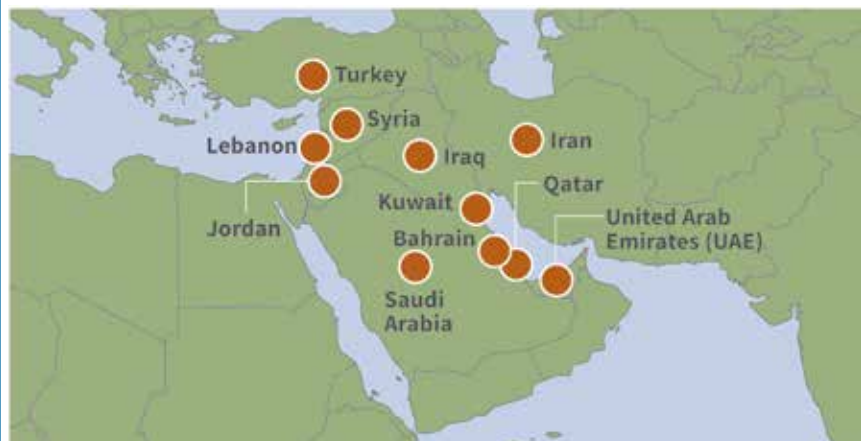 Turkey
Syria
Lebanon
Iraq
Iran
Qatar
Kuwait
Jordan
United Arab
Emirates (UAE)
Bahrain
Saudi
Arabia